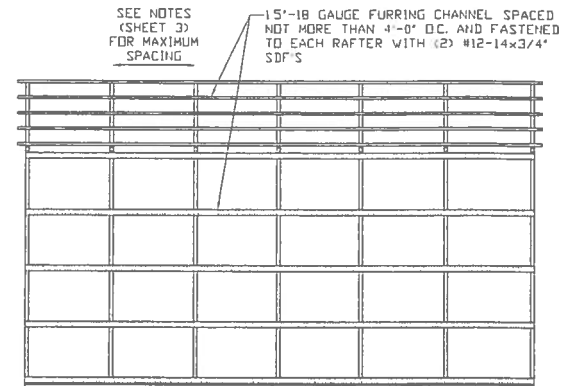 SEE NOTES
(SHEET 3)
FOR MAXIMUM
SPACING
1 5"-18 GAUGE FURRING CHANNEL SPACED
NOT MORE THAN 4'-0" OC. AND FASTENED
TO EACH RAFTER WITH (2) #12-14x3/4"
SDF'S